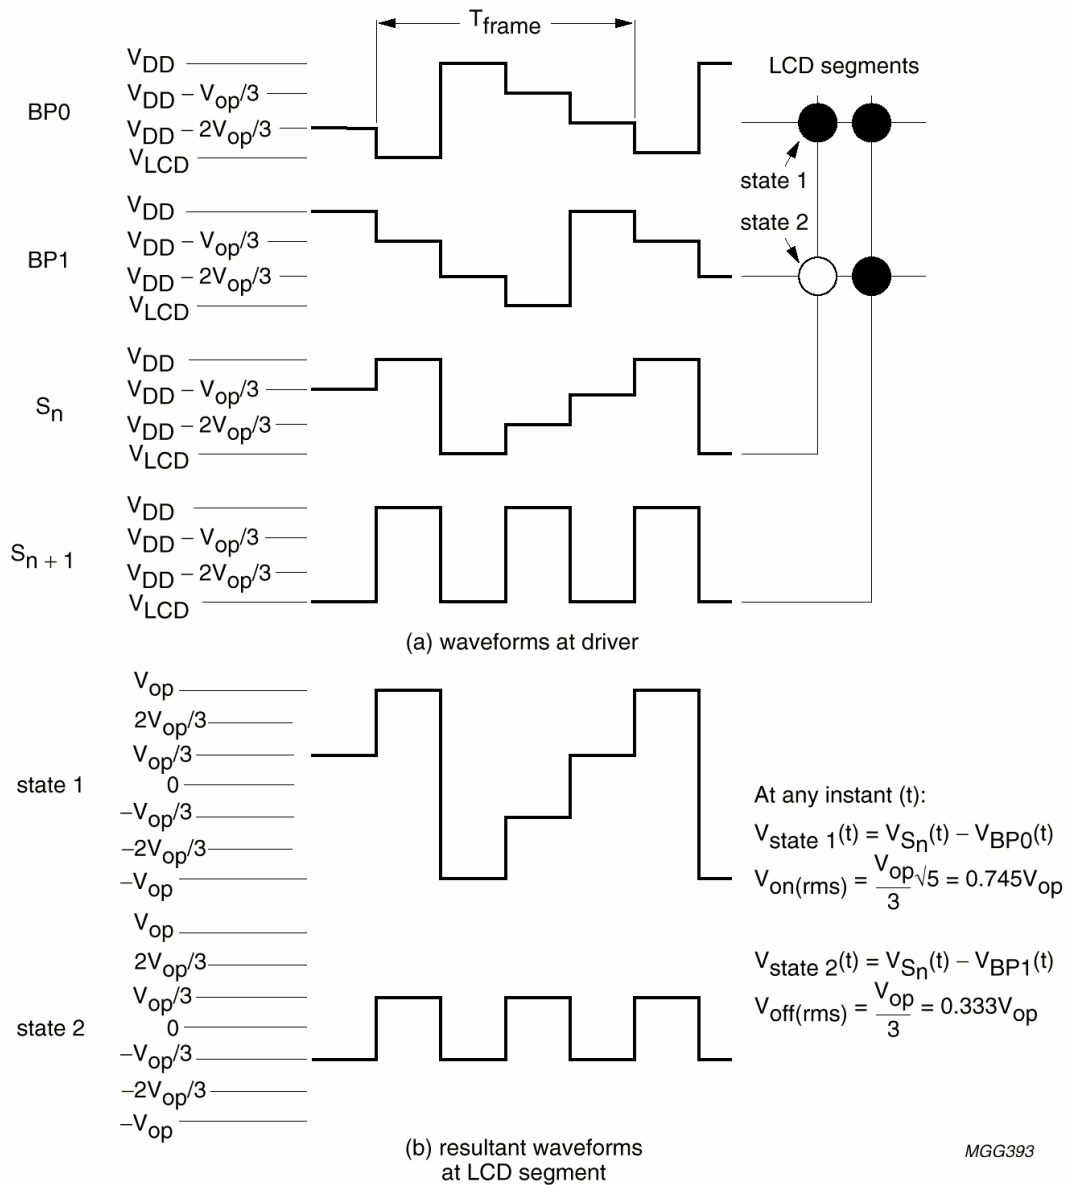 Tframe
BP0
VDD
VDD − Vop/3
VDD − 2Vop/3
VLCD
LCD segments
state 1
state 2
BP1
VDD
VDD − Vop/3
VDD − 2Vop/3
VLCD
Sn
VDD
VDD − Vop/3
VDD − 2Vop/3
VLCD
Sn + 1
VDD
VDD − Vop/3
VDD − 2Vop/3
VLCD
(a) waveforms at driver
state 1
Vop
2Vop/3
Vop/3
0
−Vop/3
−2Vop/3
−Vop
At any instant (t):
Vstate 1(t) = VSn(t) − VBP0(t)
Von(rms) = Vop/3 √5 = 0.745Vop
state 2
Vop
2Vop/3
Vop/3
0
−Vop/3
−2Vop/3
−Vop
Vstate 2(t) = VSn(t) − VBP1(t)
Voff(rms) = Vop/3 = 0.333Vop
(b) resultant waveforms
at LCD segment
MGG393